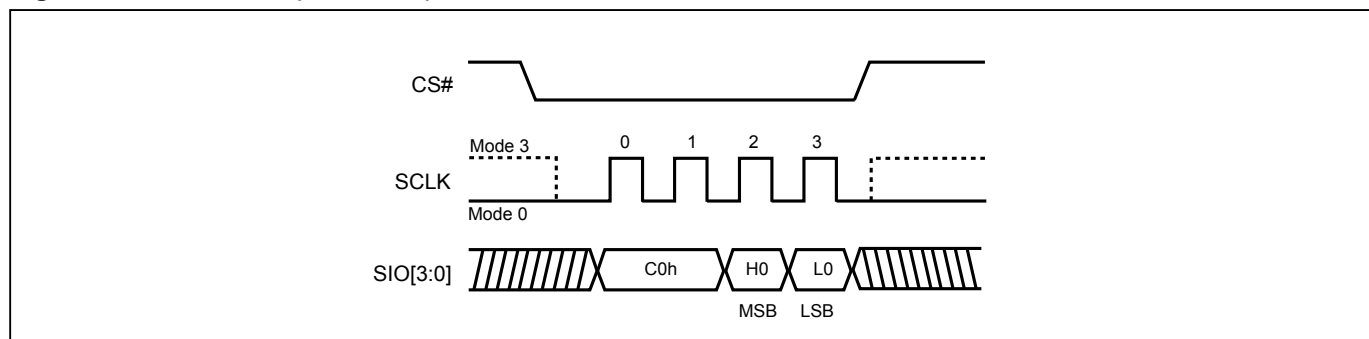 CS#
Mode 3
0 1 2 3
SCLK
Mode 0
SIO[3:0] C0h H0 L0
MSB LSB